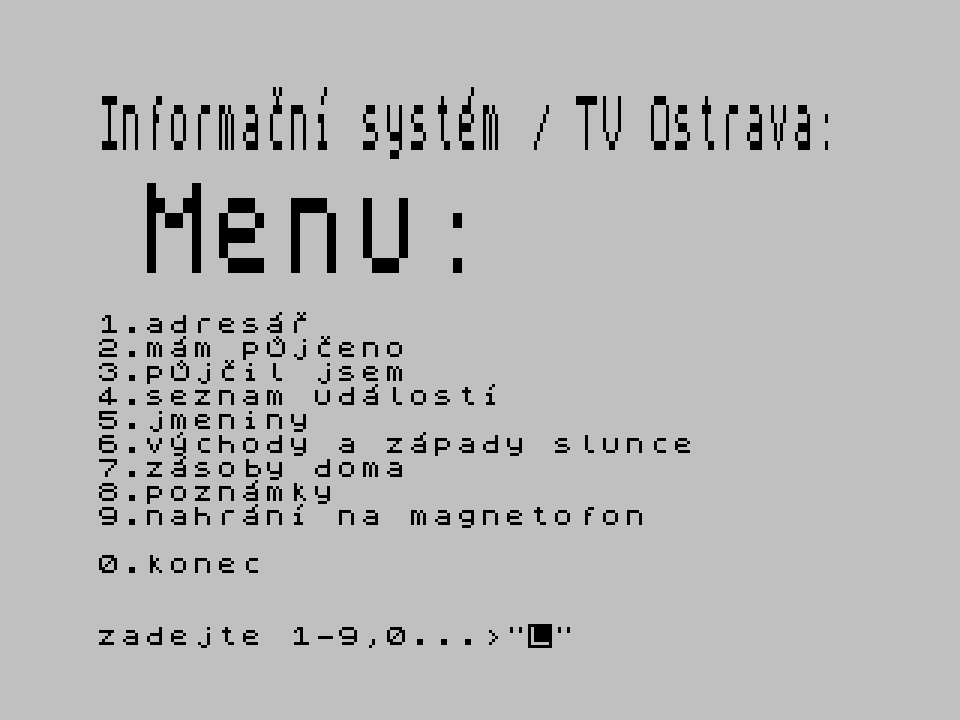 Informační systém / TV Ostrava:
Menu:
1.adresář
2.mám půjčeno
3.půjčil jsem
4.seznam událostí
5.jmeniny
6.východy a západy slunce
7.zásoby doma
8.poznámky
9.nahrání na magnetofon
0.konec
zadejte 1-9,0...>"L"